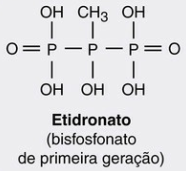 OH CH₃ OH
O = P — P — P = O
OH OH OH
Etidronato
(bisfosfonato
de primeira geração)